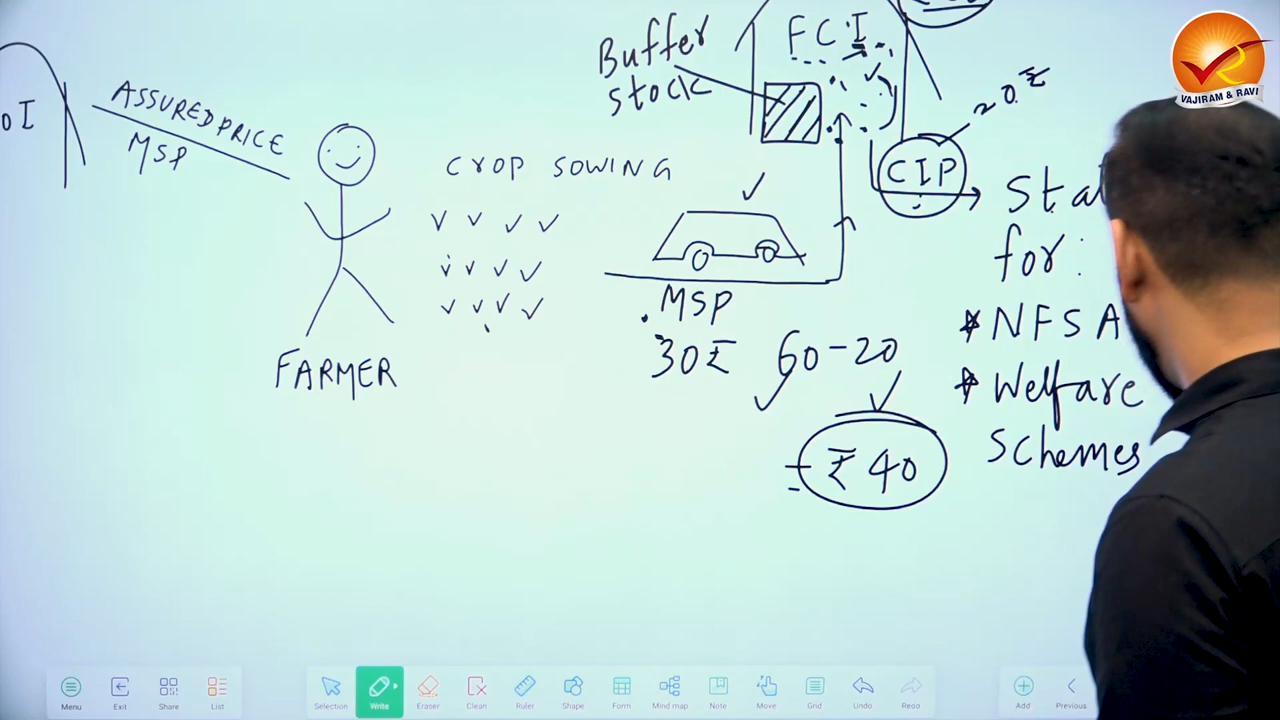 FCI
Buffer
stock
20₹
VAJIRAM & RAVI
OI
ASSURED PRICE
MSP
CROP SOWING
CIP
for:
* NFSA
MSP
30₹
60-20
* Welfare
Schemes
FARMER
₹40
Menu
Exit
Share
List
Selection
Write
Eraser
Clean
Ruler
Shape
Form
Mind map
Note
Move
Grid
Undo
Redo
Add
Previous